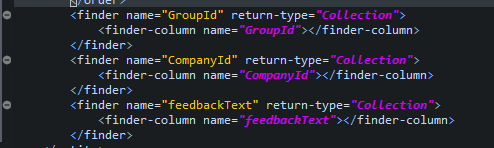 </order>
<finder name="GroupId" return-type="Collection">
<finder-column name="GroupId"></finder-column>
</finder>
<finder name="CompanyId" return-type="Collection">
<finder-column name="CompanyId"></finder-column>
</finder>
<finder name="feedbackText" return-type="Collection">
<finder-column name="feedbackText"></finder-column>
</finder>